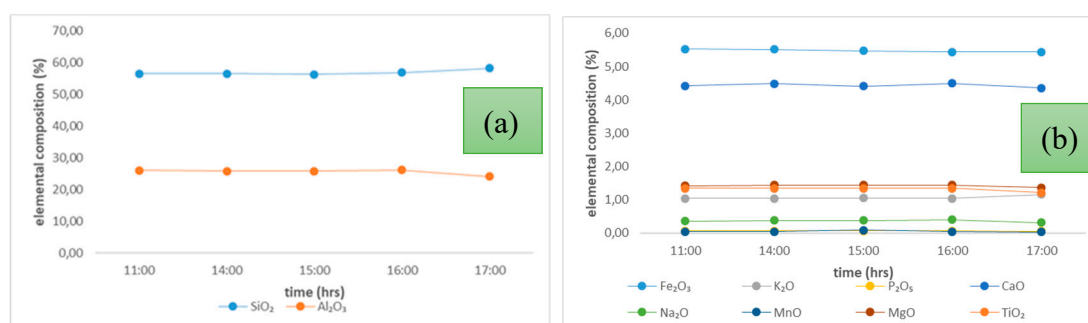 70,00
60,00
50,00
40,00
30,00
20,00
10,00
0,00
elemental composition (%)
11:00 14:00 15:00 16:00 17:00
time (hrs)
SiO₂ Al₂O₃
(a)
6,00
5,00
4,00
3,00
2,00
1,00
0,00
elemental composition (%)
11:00 14:00 15:00 16:00 17:00
time (hrs)
Fe₂O₃ K₂O P₂O₅ CaO
Na₂O MnO MgO TiO₂
(b)